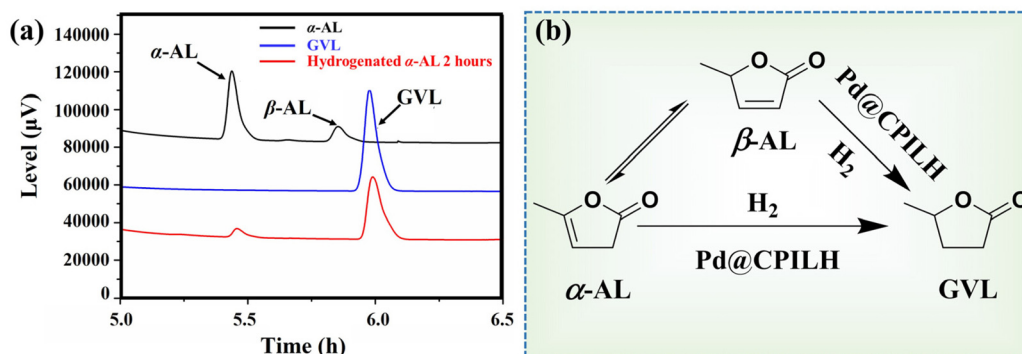 (a)
140000
120000
100000
80000
60000
40000
20000
0
Level (µV)
α-AL
GVL
Hydrogenated α-AL 2 hours
α-AL
β-AL
GVL
5.0 5.5 6.0 6.5
Time (h)
(b)
O O
β-AL
Pd@CPILH
H2
O O
H2
Pd@CPILH
O O
α-AL
GVL